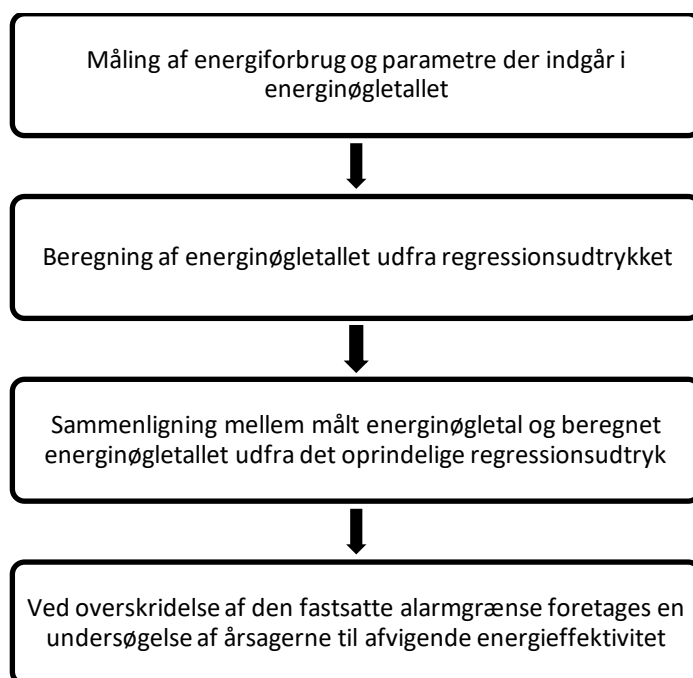 Måling af energiforbrug og parametre der indgår i
energinøgletallet
Beregning af energinøgletallet udfra regressionsudtrykket
Sammenligning mellem målt energinøgletal og beregnet
energinøgletallet udfra det oprindelige regressionsudtryk
Ved overskridelse af den fastsatte alarmgrænse foretages en
undersøgelse af årsagerne til afvigende energieffektivitet